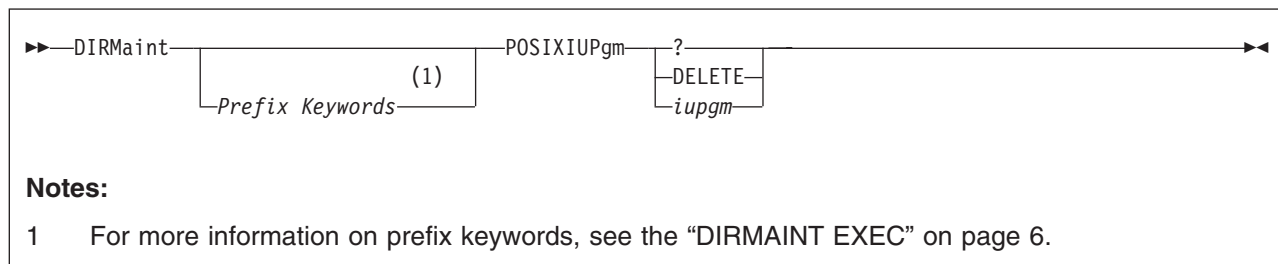 DIRMaint POSIXIUPgm ?
(1) DELETE
Prefix Keywords iupgm
Notes:
1 For more information on prefix keywords, see the “DIRMAINT EXEC” on page 6.